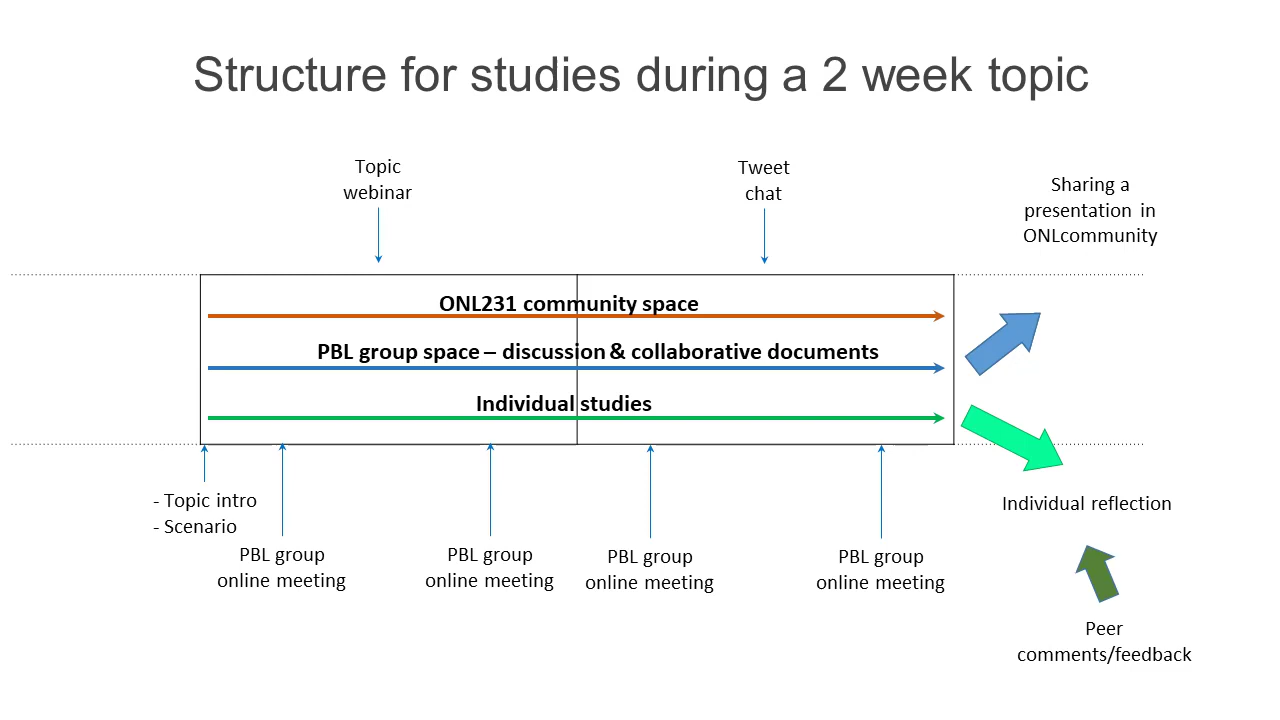 Structure for studies during a 2 week topic
Topic
webinar
Tweet
chat
Sharing a
presentation in
ONLcommunity
ONL231 community space
PBL group space – discussion & collaborative documents
Individual studies
- Topic intro
- Scenario
PBL group
online meeting
PBL group
online meeting
PBL group
online meeting
PBL group
online meeting
Individual reflection
Peer
comments/feedback